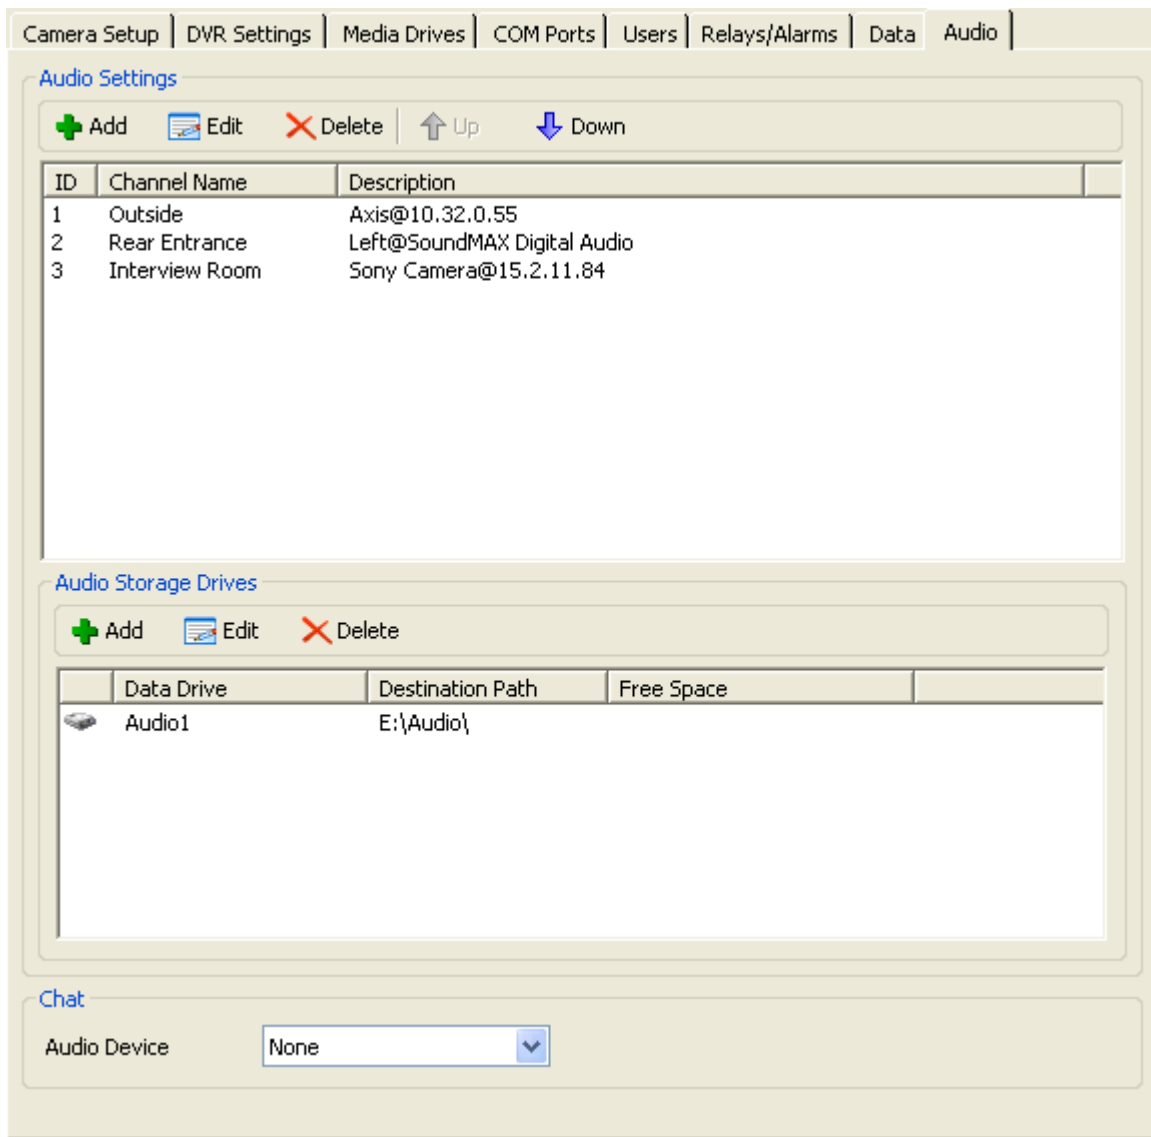 Camera Setup DVR Settings Media Drives COM Ports Users Relays/Alarms Data Audio
Audio Settings
Add Edit Delete Up Down
ID Channel Name Description
1 Outside Axis@10.32.0.55
2 Rear Entrance Left@SoundMAX Digital Audio
3 Interview Room Sony Camera@15.2.11.84
Audio Storage Drives
Add Edit Delete
Data Drive Destination Path Free Space
Audio1 E:\Audio\
Chat
Audio Device None